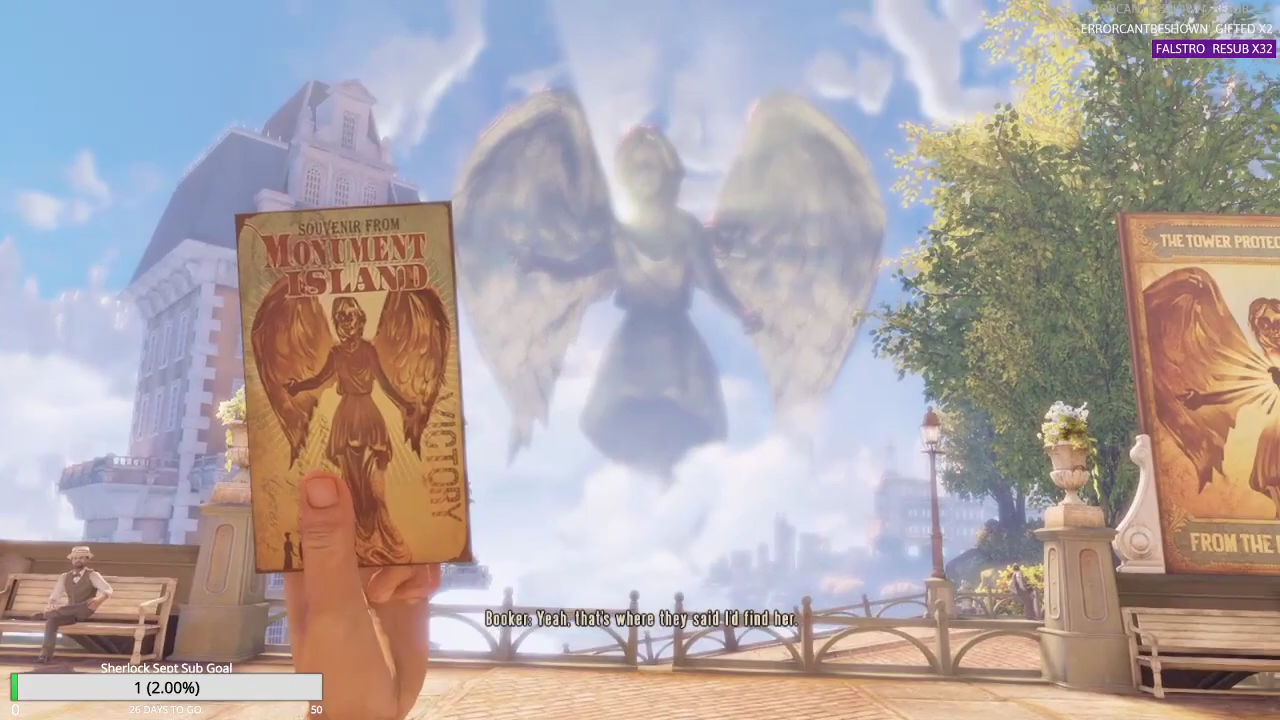 ERRORCANTBESHOWN GIFTED X2
FALSTRO RESUB X32
SOUVENIR FROM
MONUMENT
ISLAND
VICTORY
THE TOWER PROTEC
FROM THE
Booker: Yeah, that's where they said I'd find her.
Sherlock Sept Sub Goal
1 (2.00%)
0 26 DAYS TO GO 50